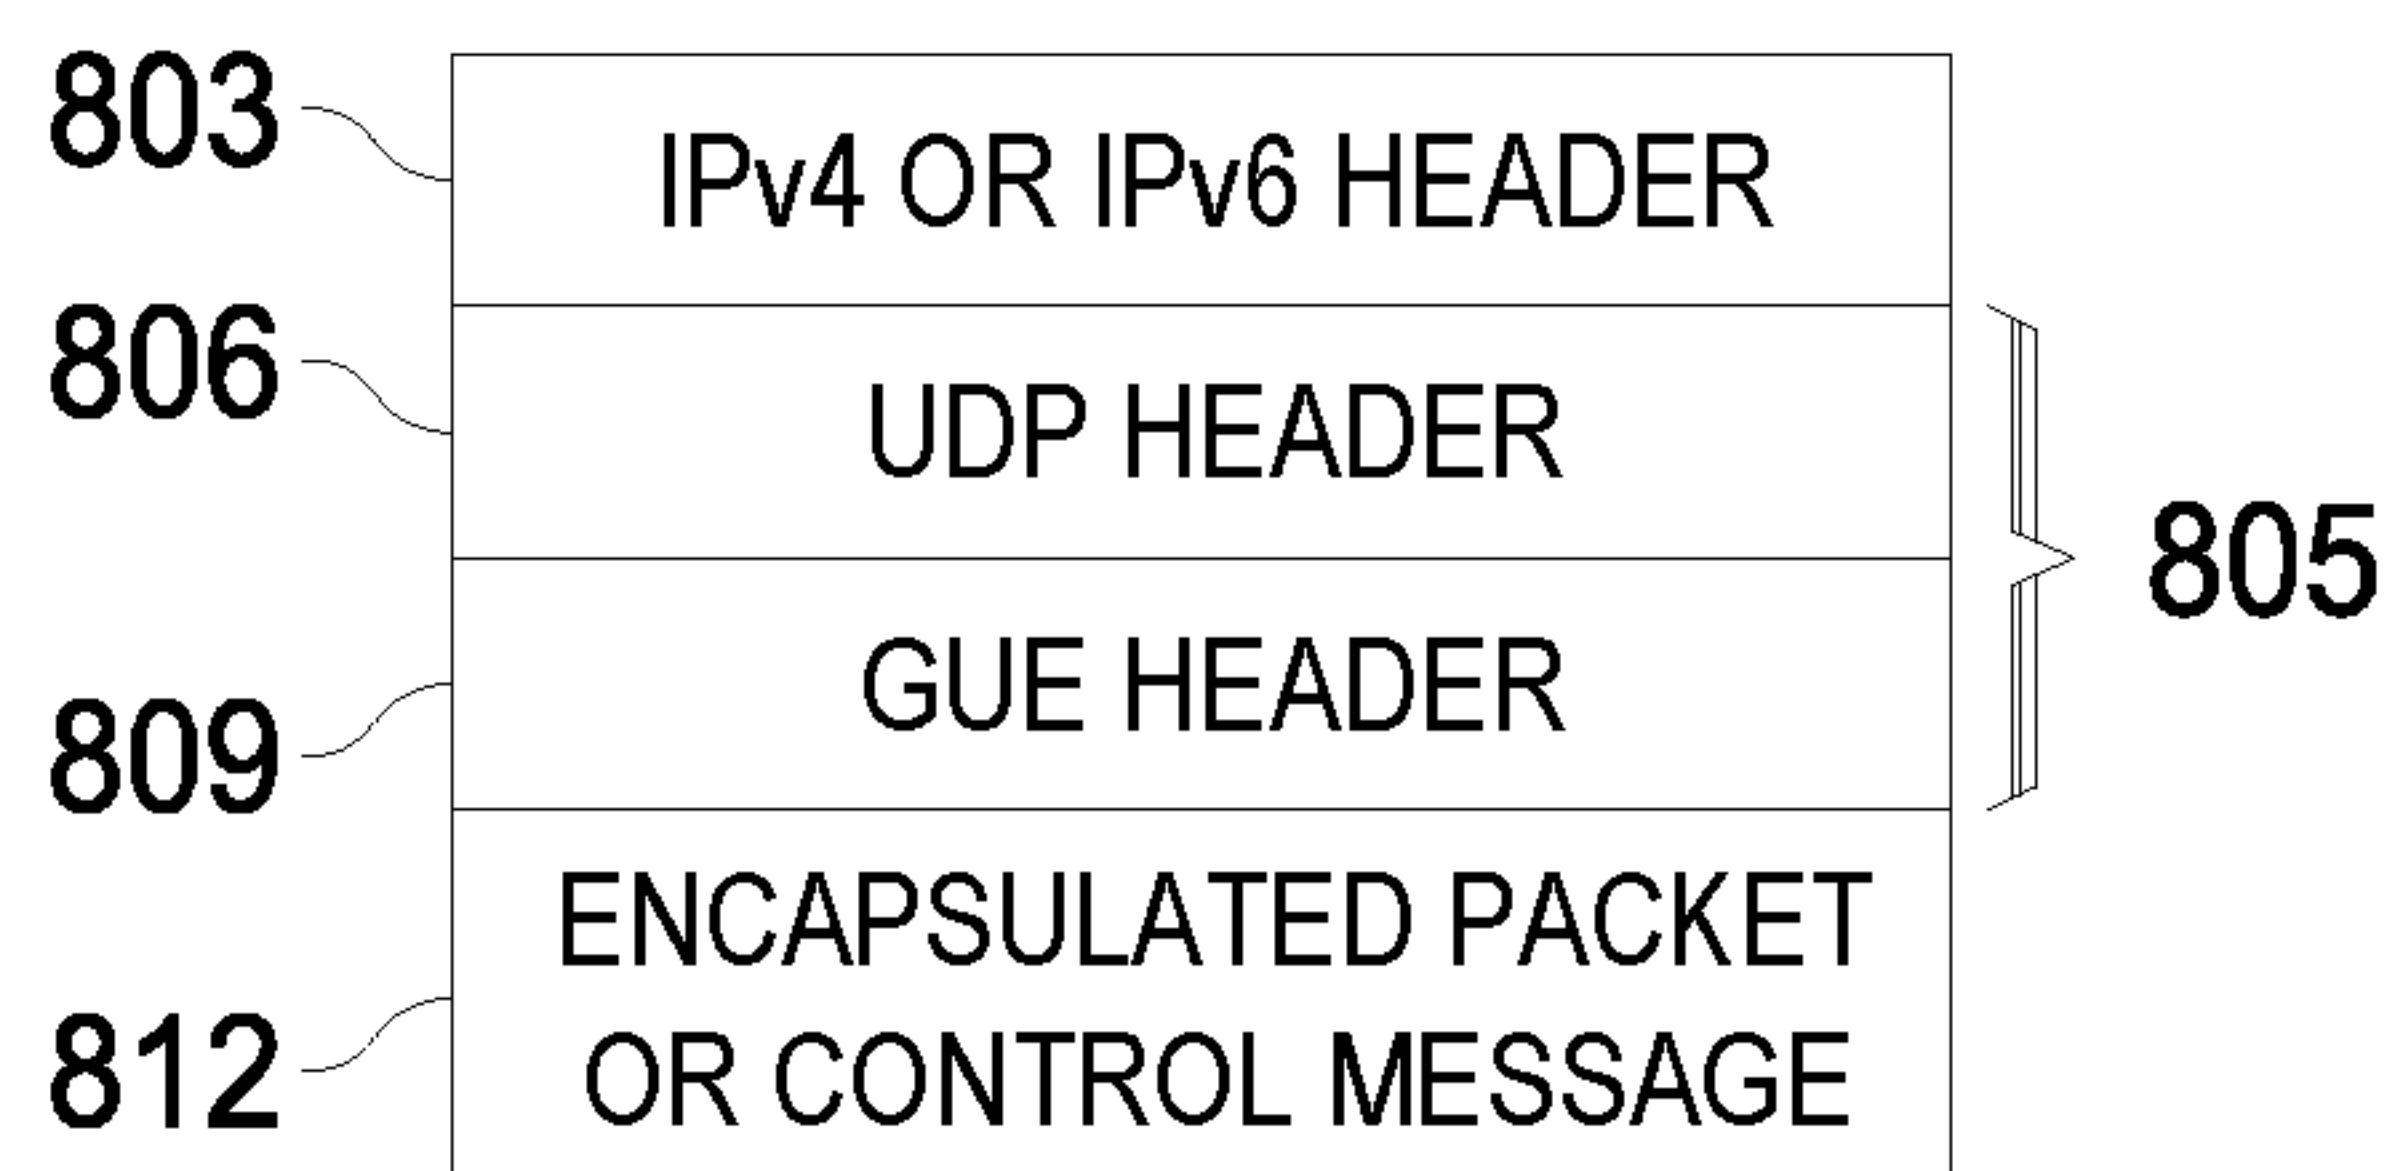 803
IPv4 OR IPv6 HEADER
806
UDP HEADER
805
GUE HEADER
809
ENCAPSULATED PACKET
OR CONTROL MESSAGE
812